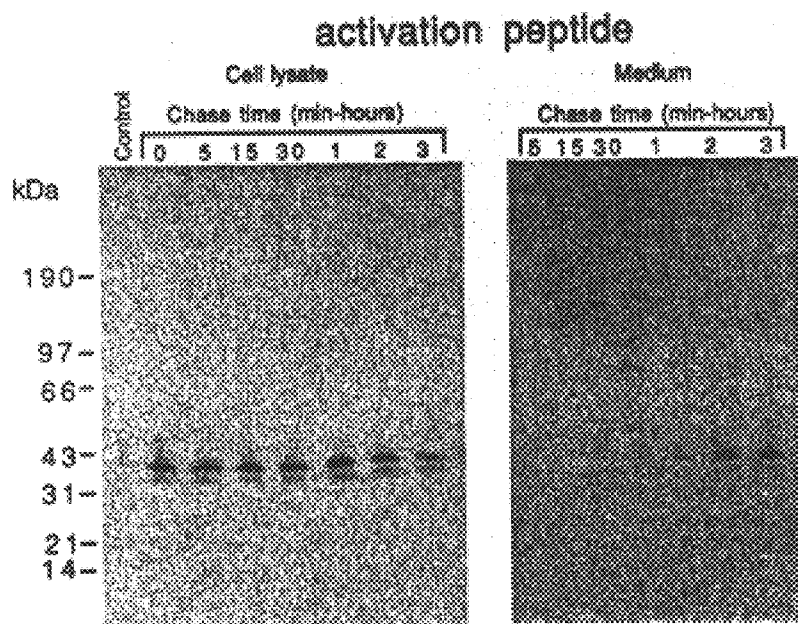 activation peptide
Cell lysate
Medium
Control
Chase time (min-hours)
Chase time (min-hours)
0 5 15 30 1 2 3
5 15 30 1 2 3
kDa
190-
97-
66-
43-
31-
21-
14-